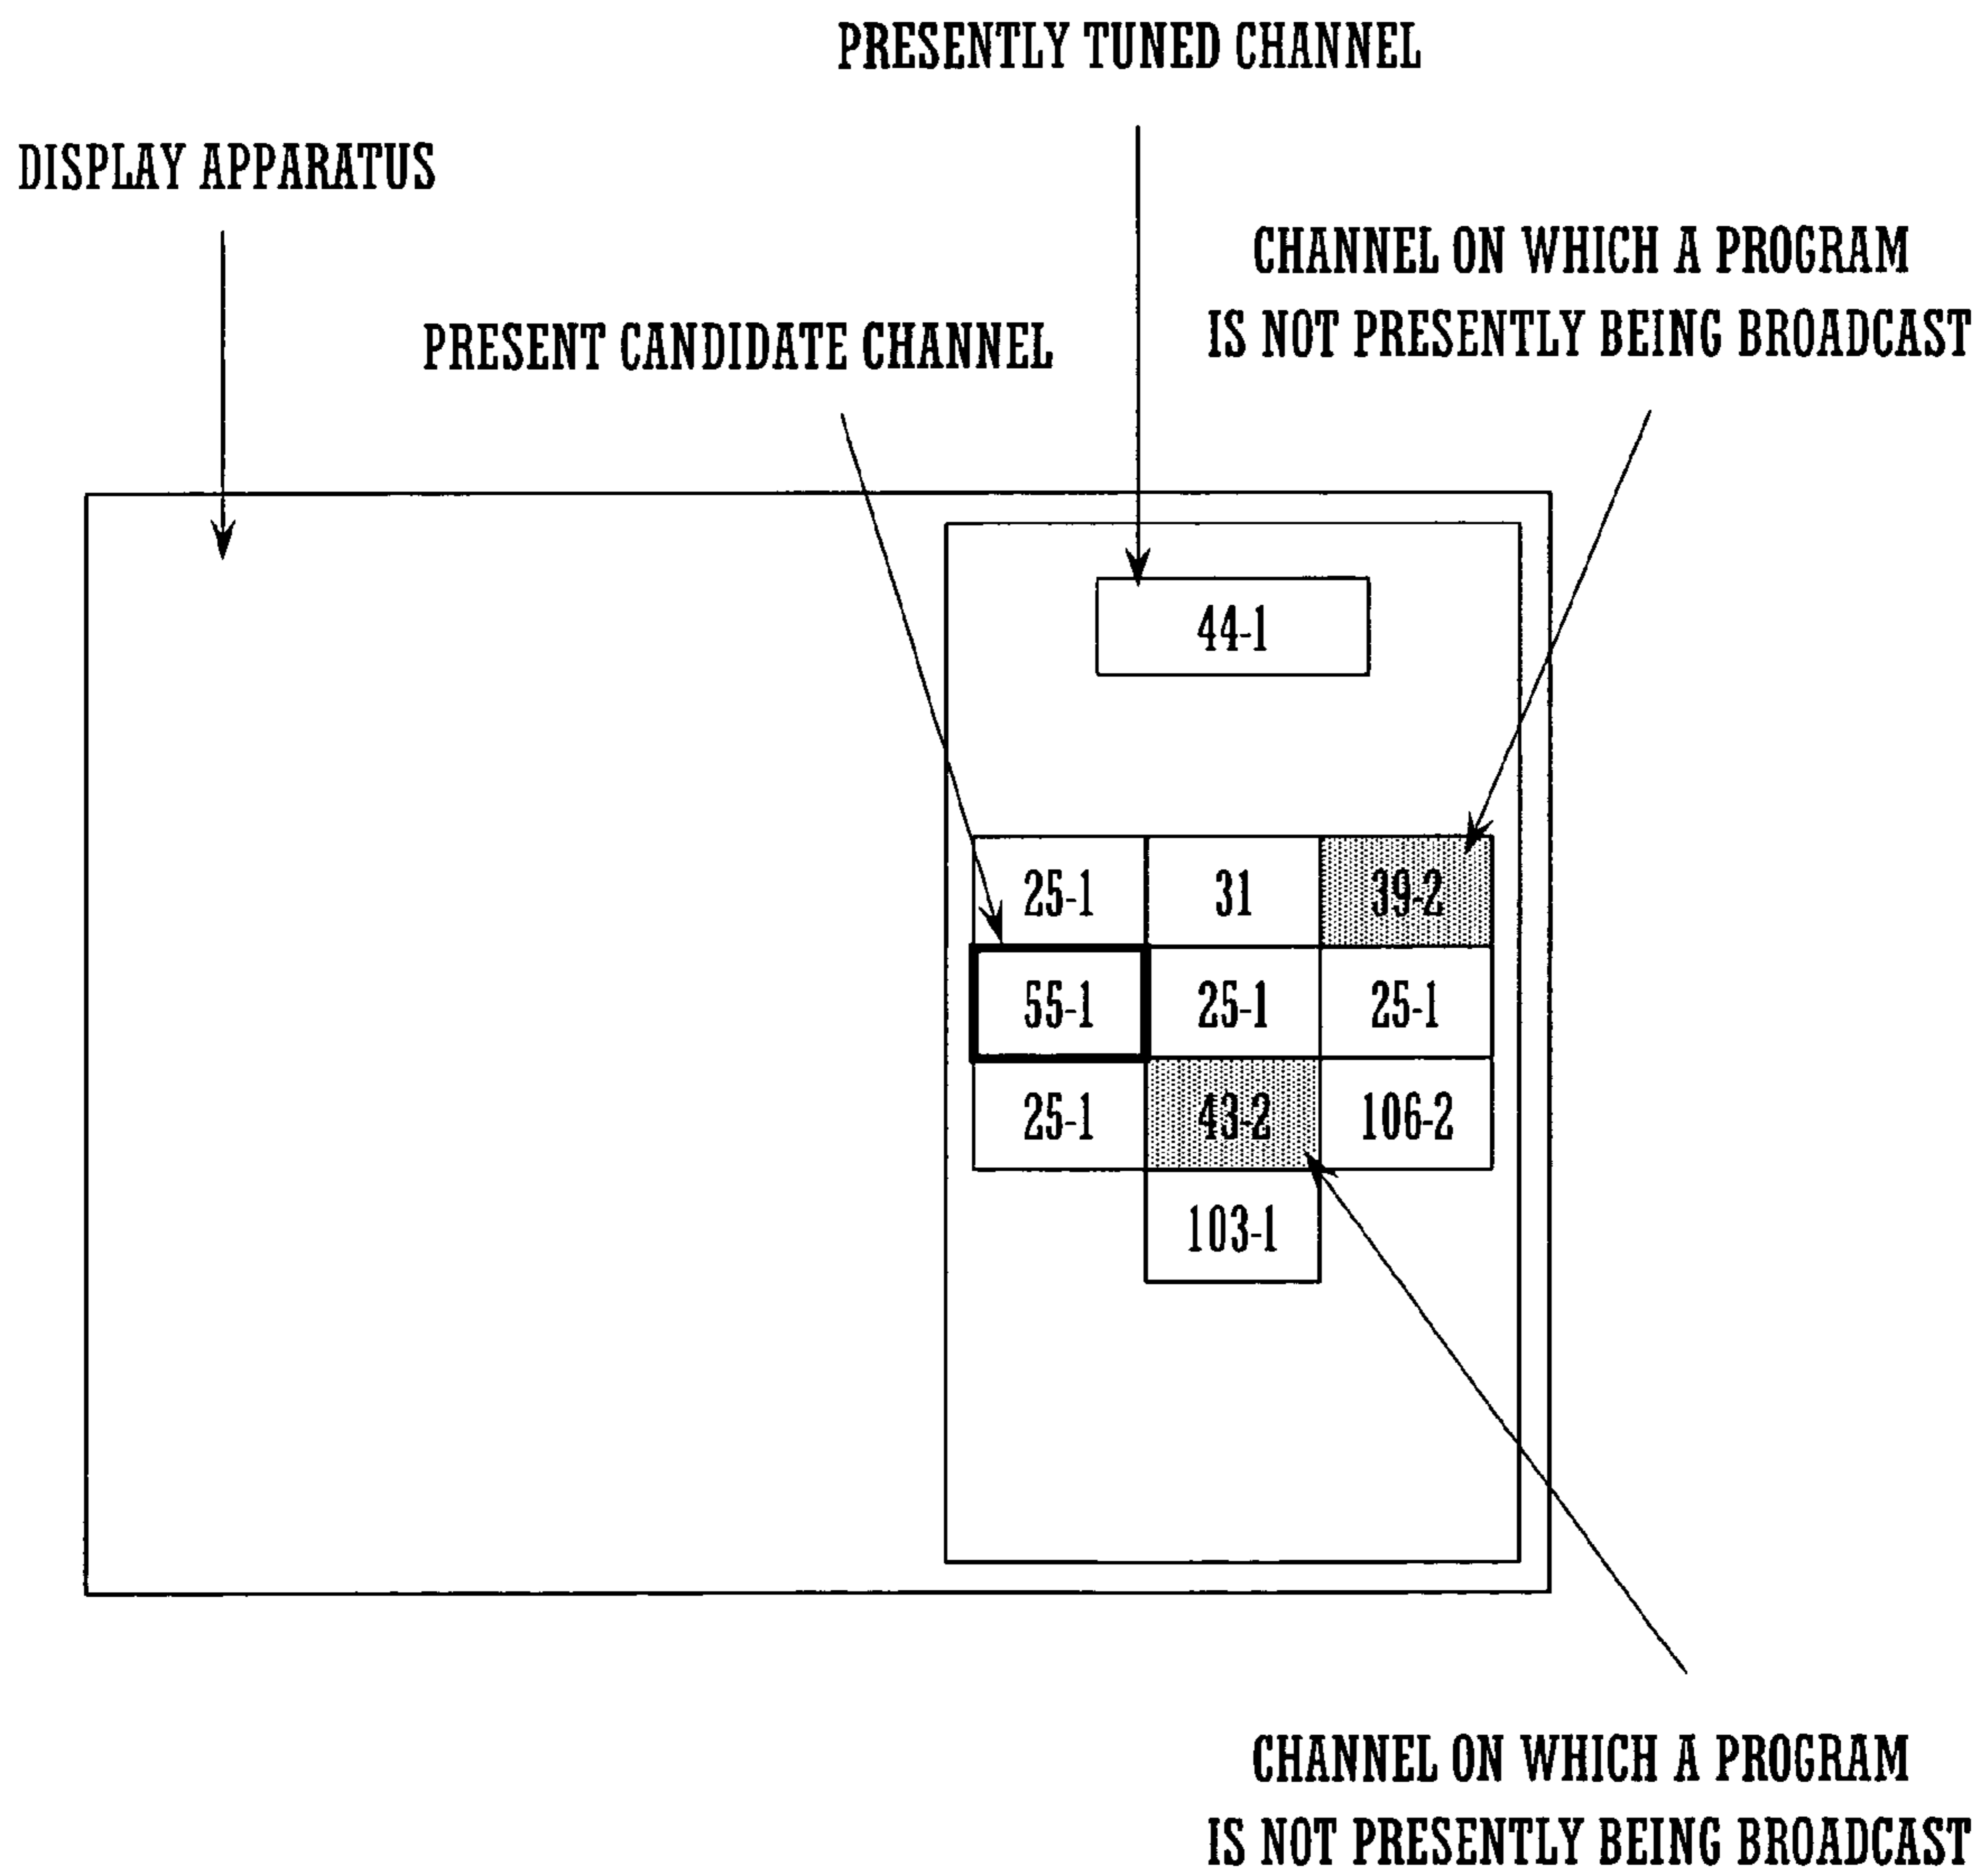 PRESENTLY TUNED CHANNEL
DISPLAY APPARATUS
CHANNEL ON WHICH A PROGRAM
IS NOT PRESENTLY BEING BROADCAST
PRESENT CANDIDATE CHANNEL
44-1
25-1 31 39-2
55-1 25-1 25-1
25-1 43-2 106-2
103-1
CHANNEL ON WHICH A PROGRAM
IS NOT PRESENTLY BEING BROADCAST